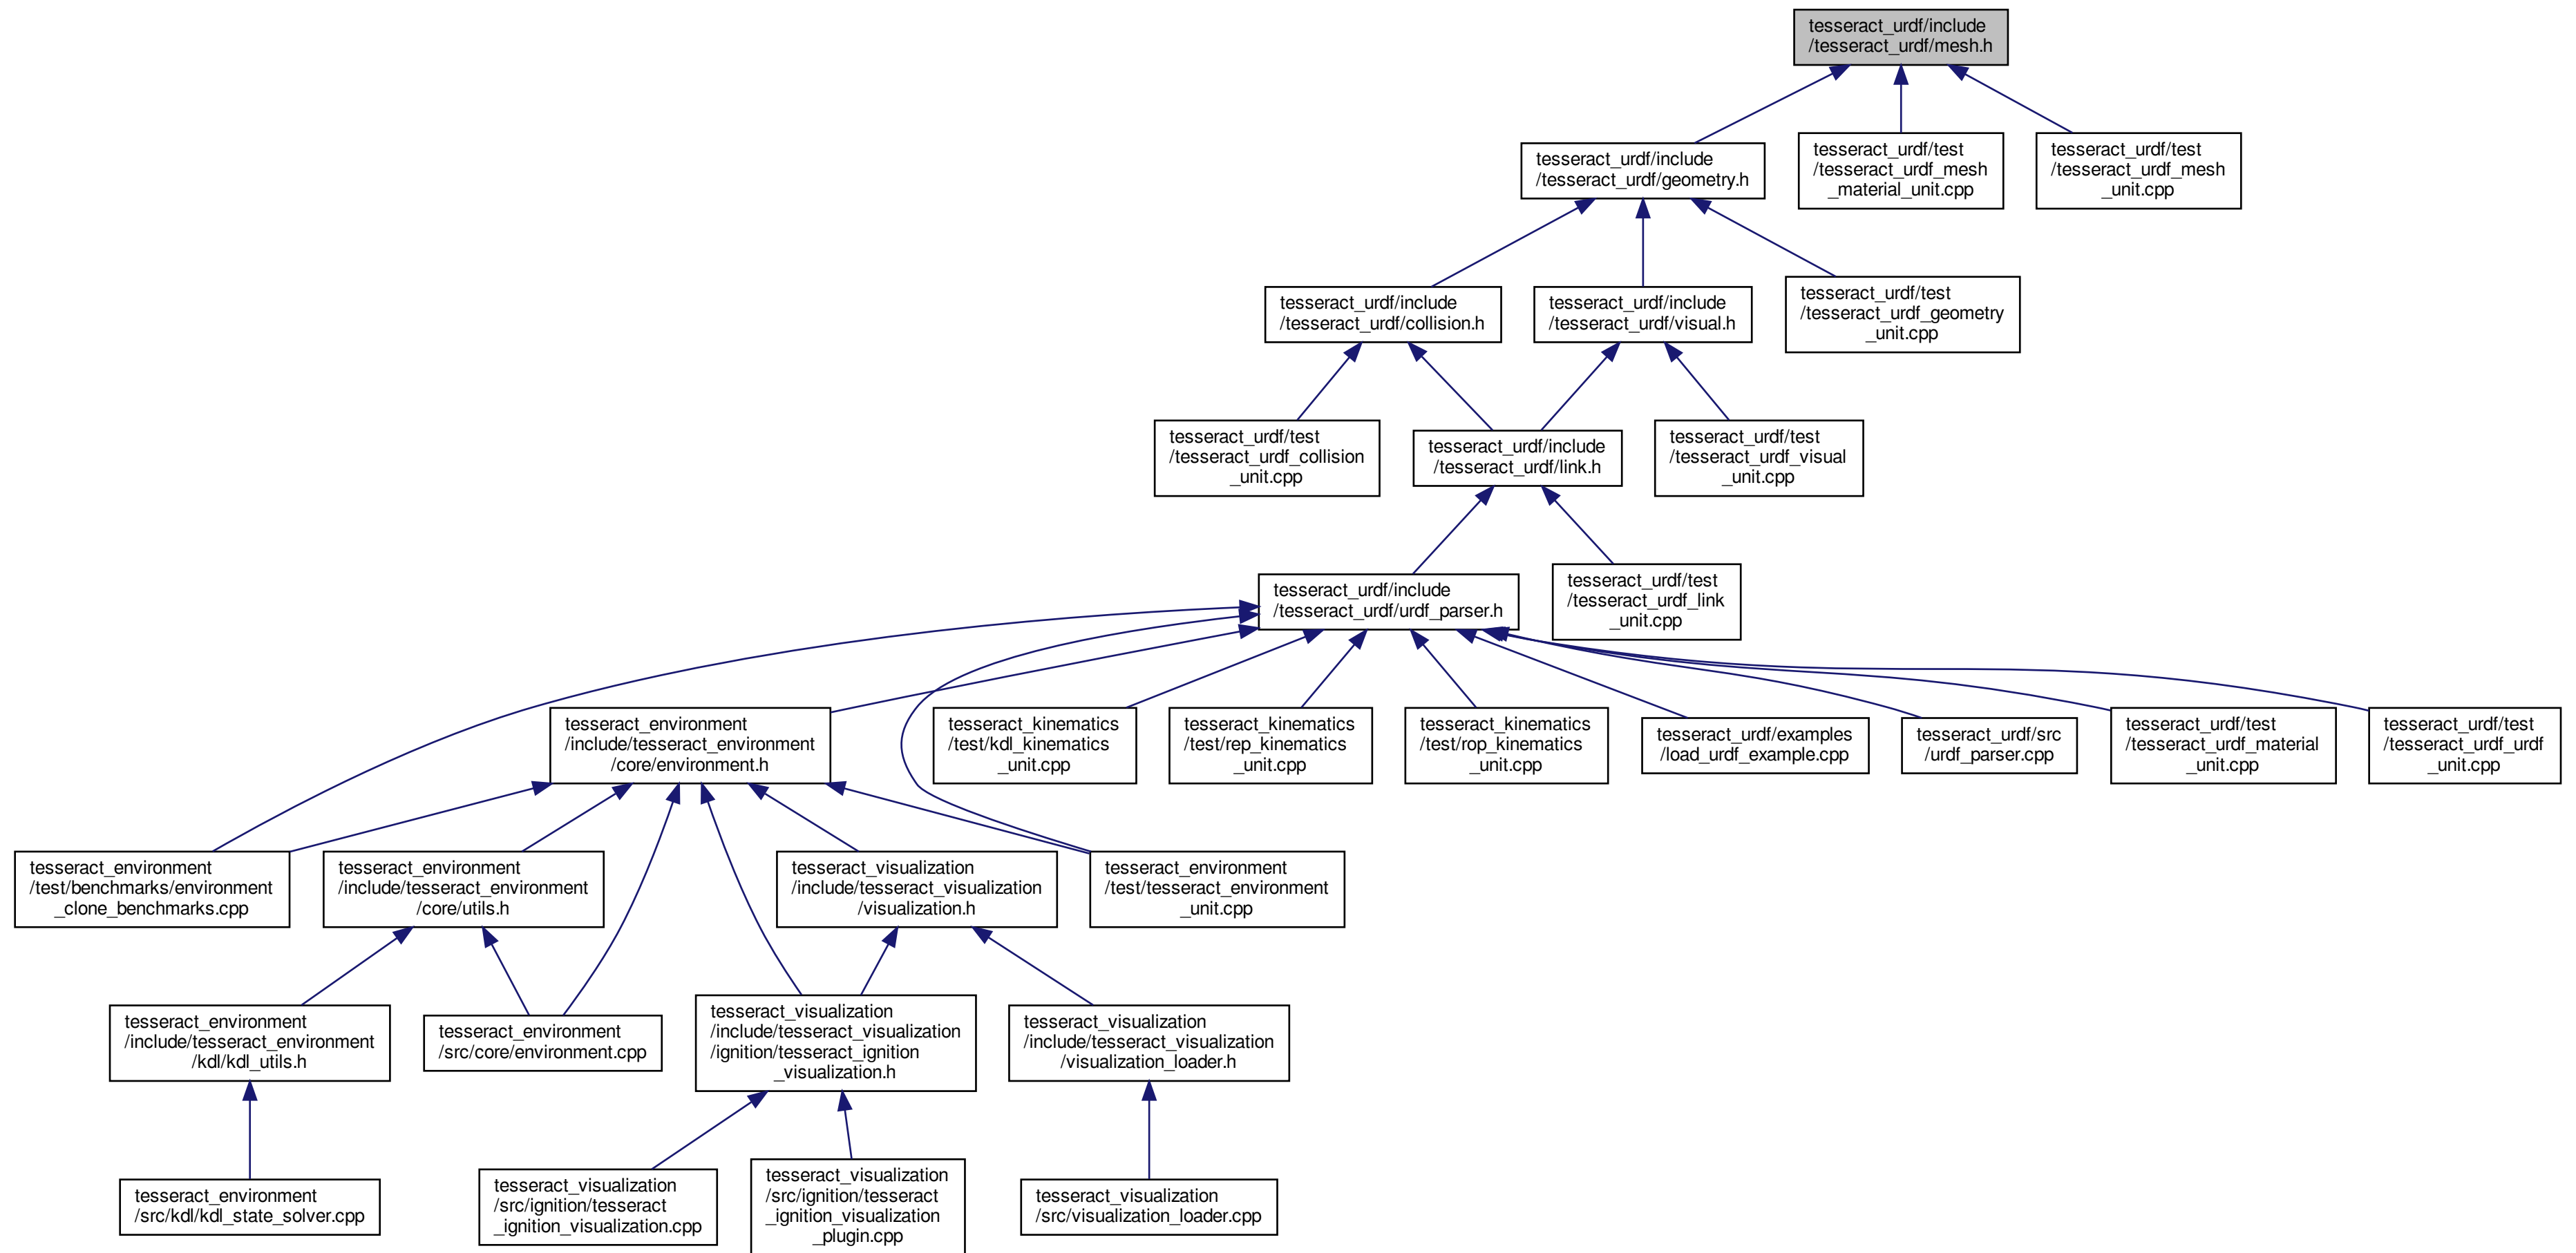 tesseract_urdf/include
/tesseract_urdf/mesh.h
tesseract_urdf/include
/tesseract_urdf/geometry.h
tesseract_urdf/test
/tesseract_urdf_mesh
_material_unit.cpp
tesseract_urdf/test
/tesseract_urdf_mesh
_unit.cpp
tesseract_urdf/include
/tesseract_urdf/collision.h
tesseract_urdf/include
/tesseract_urdf/visual.h
tesseract_urdf/test
/tesseract_urdf_geometry
_unit.cpp
tesseract_urdf/test
/tesseract_urdf_collision
_unit.cpp
tesseract_urdf/include
/tesseract_urdf/link.h
tesseract_urdf/test
/tesseract_urdf_visual
_unit.cpp
tesseract_urdf/include
/tesseract_urdf/urdf_parser.h
tesseract_urdf/test
/tesseract_urdf_link
_unit.cpp
tesseract_environment
/include/tesseract_environment
/core/environment.h
tesseract_kinematics
/test/kdl_kinematics
_unit.cpp
tesseract_kinematics
/test/rep_kinematics
_unit.cpp
tesseract_kinematics
/test/rop_kinematics
_unit.cpp
tesseract_urdf/examples
/load_urdf_example.cpp
tesseract_urdf/src
/urdf_parser.cpp
tesseract_urdf/test
/tesseract_urdf_material
_unit.cpp
tesseract_urdf/test
/tesseract_urdf_urdf
_unit.cpp
tesseract_environment
/test/benchmarks/environment
_clone_benchmarks.cpp
tesseract_environment
/include/tesseract_environment
/core/utils.h
tesseract_visualization
/include/tesseract_visualization
/visualization.h
tesseract_environment
/test/tesseract_environment
_unit.cpp
tesseract_environment
/include/tesseract_environment
/kdl/kdl_utils.h
tesseract_environment
/src/core/environment.cpp
tesseract_visualization
/include/tesseract_visualization
/ignition/tesseract_ignition
_visualization.h
tesseract_visualization
/include/tesseract_visualization
/visualization_loader.h
tesseract_environment
/src/kdl/kdl_state_solver.cpp
tesseract_visualization
/src/ignition/tesseract
_ignition_visualization.cpp
tesseract_visualization
/src/ignition/tesseract
_ignition_visualization
_plugin.cpp
tesseract_visualization
/src/visualization_loader.cpp